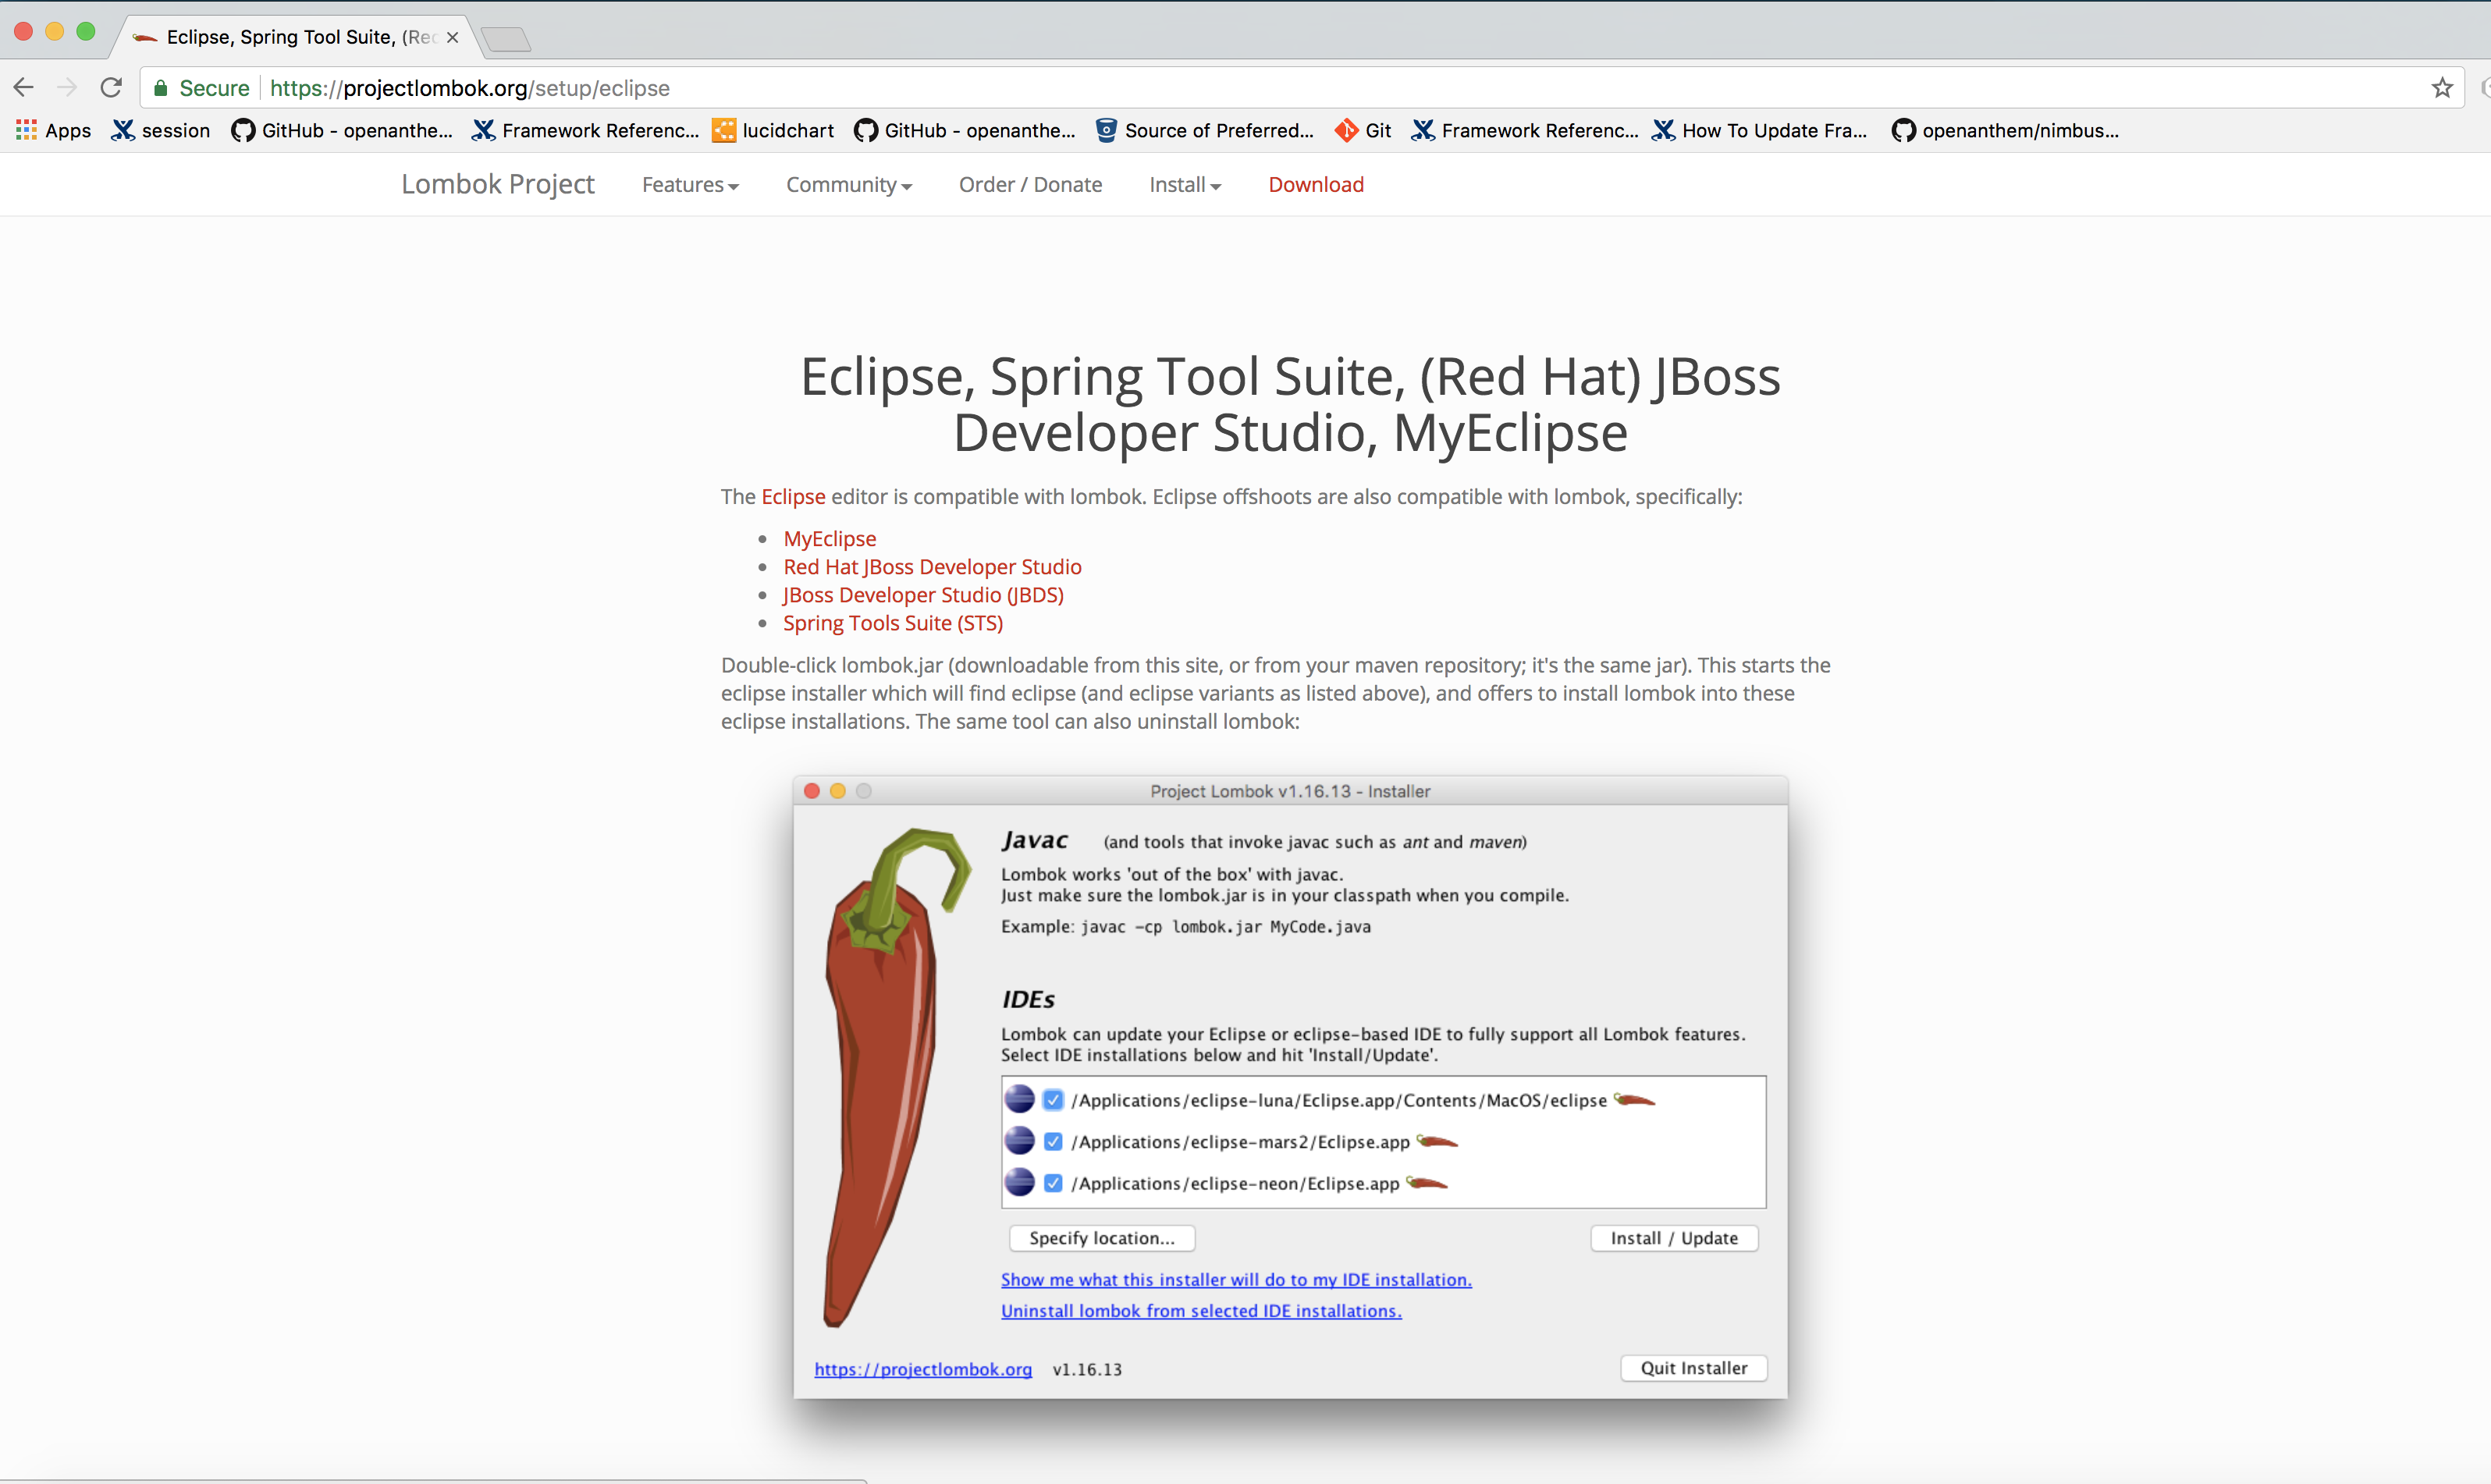 Eclipse, Spring Tool Suite, (Rec
Secure https://projectlombok.org/setup/eclipse
Apps session GitHub - openanthe... Framework Referenc... lucidchart GitHub - openanthe... Source of Preferred... Git Framework Referenc... How To Update Fra... openanthem/nimbus...
Lombok Project Features Community Order / Donate Install Download
Eclipse, Spring Tool Suite, (Red Hat) JBoss
Developer Studio, MyEclipse
The Eclipse editor is compatible with lombok. Eclipse offshoots are also compatible with lombok, specifically:
MyEclipse
Red Hat JBoss Developer Studio
JBoss Developer Studio (JBDS)
Spring Tools Suite (STS)
Double-click lombok.jar (downloadable from this site, or from your maven repository; it's the same jar). This starts the
eclipse installer which will find eclipse (and eclipse variants as listed above), and offers to install lombok into these
eclipse installations. The same tool can also uninstall lombok:
Project Lombok v1.16.13 - Installer
Javac (and tools that invoke javac such as ant and maven)
Lombok works 'out of the box' with javac.
Just make sure the lombok.jar is in your classpath when you compile.
Example: javac -cp lombok.jar MyCode.java
IDEs
Lombok can update your Eclipse or eclipse-based IDE to fully support all Lombok features.
Select IDE installations below and hit 'Install/Update'.
/Applications/eclipse-luna/Eclipse.app/Contents/MacOS/eclipse
/Applications/eclipse-mars2/Eclipse.app
/Applications/eclipse-neon/Eclipse.app
Specify location... Install / Update
Show me what this installer will do to my IDE installation.
Uninstall lombok from selected IDE installations.
https://projectlombok.org v1.16.13 Quit Installer